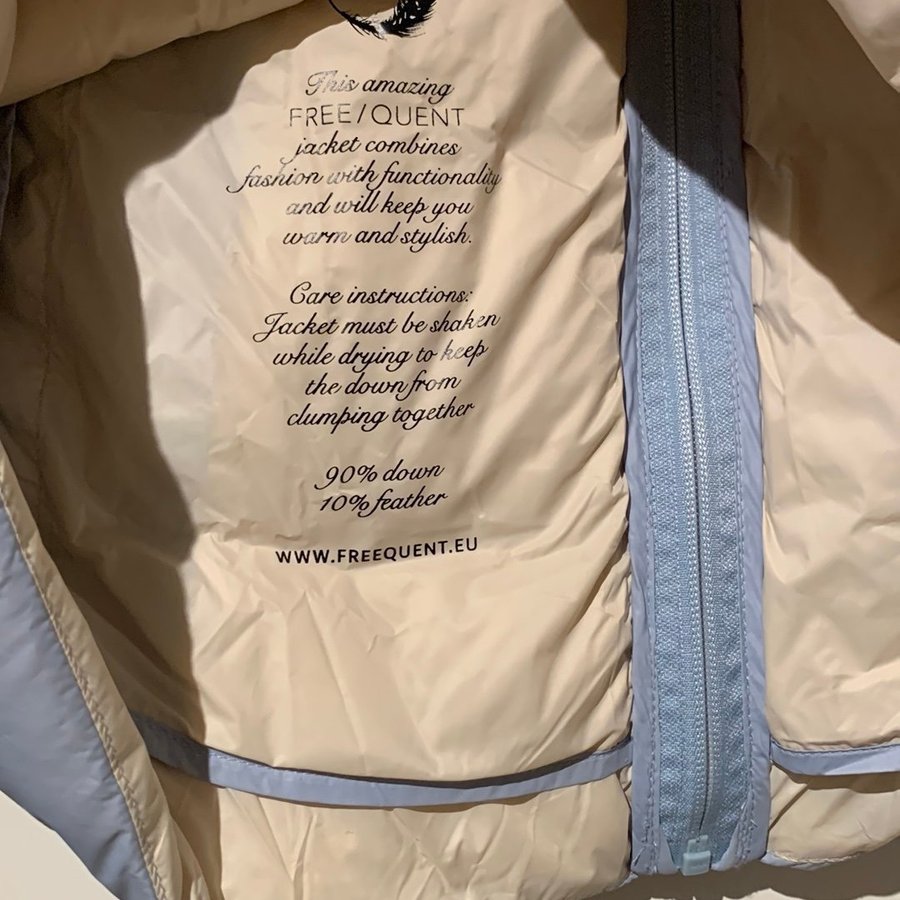 This amazing
FREE/QUENT
jacket combines
fashion with functionality
and will keep you
warm and stylish.
Care instructions:
Jacket must be shaken
while drying to keep
the down from
clumping together
90% down
10% feather
WWW.FREEQUENT.EU